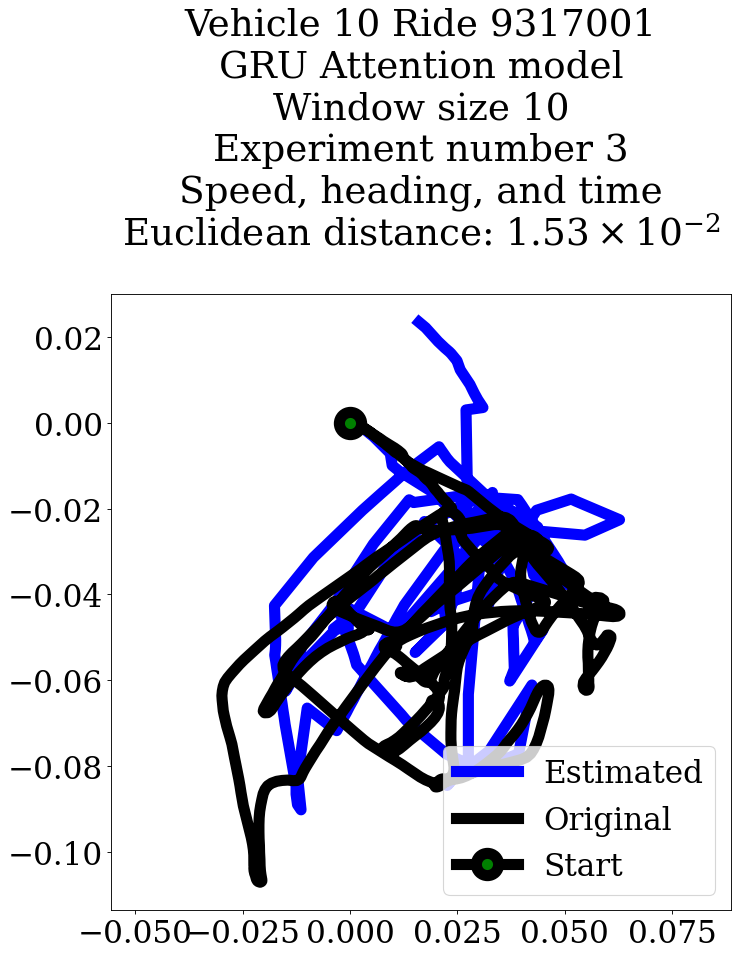 Vehicle 10 Ride 9317001
GRU Attention model
Window size 10
Experiment number 3
Speed, heading, and time
Euclidean distance: 1.53 × 10⁻²
0.02
0.00
−0.02
−0.04
−0.06
−0.08
−0.10
Estimated
Original
Start
−0.050 −0.025 0.000 0.025 0.050 0.075